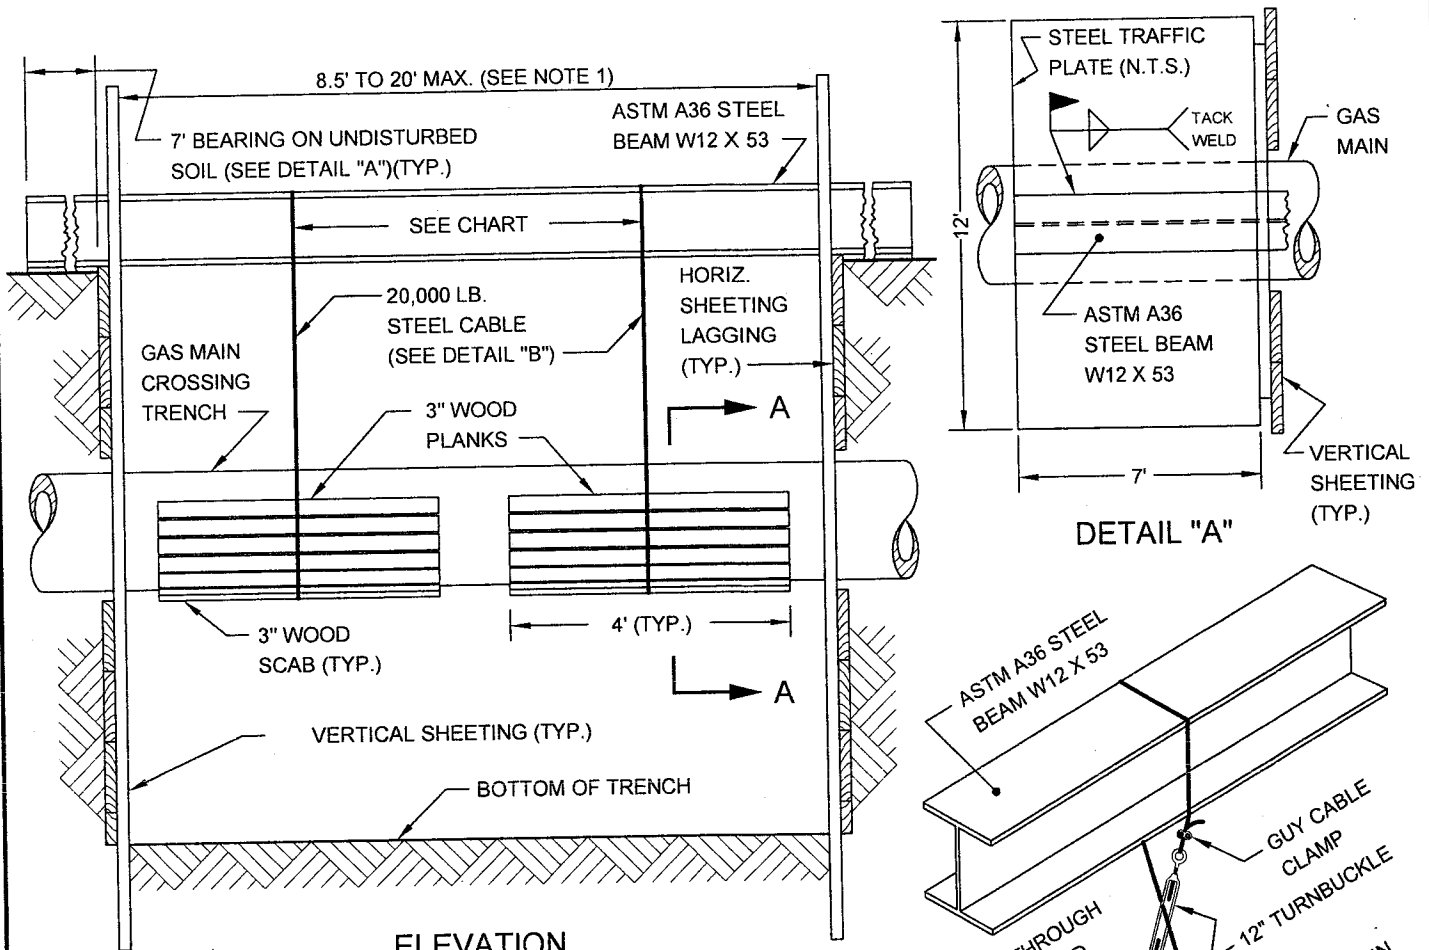 8.5' TO 20' MAX. (SEE NOTE 1)
7' BEARING ON UNDISTURBED
SOIL (SEE DETAIL "A")(TYP.)
ASTM A36 STEEL
BEAM W12 X 53
SEE CHART
20,000 LB.
STEEL CABLE
(SEE DETAIL "B")
HORIZ.
SHEETING
LAGGING
(TYP.)
GAS MAIN
CROSSING
TRENCH
3" WOOD
PLANKS
A
3" WOOD
SCAB (TYP.)
4' (TYP.)
A
VERTICAL SHEETING (TYP.)
BOTTOM OF TRENCH
ELEVATION
STEEL TRAFFIC
PLATE (N.T.S.)
TACK
WELD
GAS
MAIN
12'
ASTM A36
STEEL BEAM
W12 X 53
7'
VERTICAL
SHEETING
(TYP.)
DETAIL "A"
ASTM A36 STEEL
BEAM W12 X 53
GUY CABLE
CLAMP
12" TURNBUCKLE
THROUGH